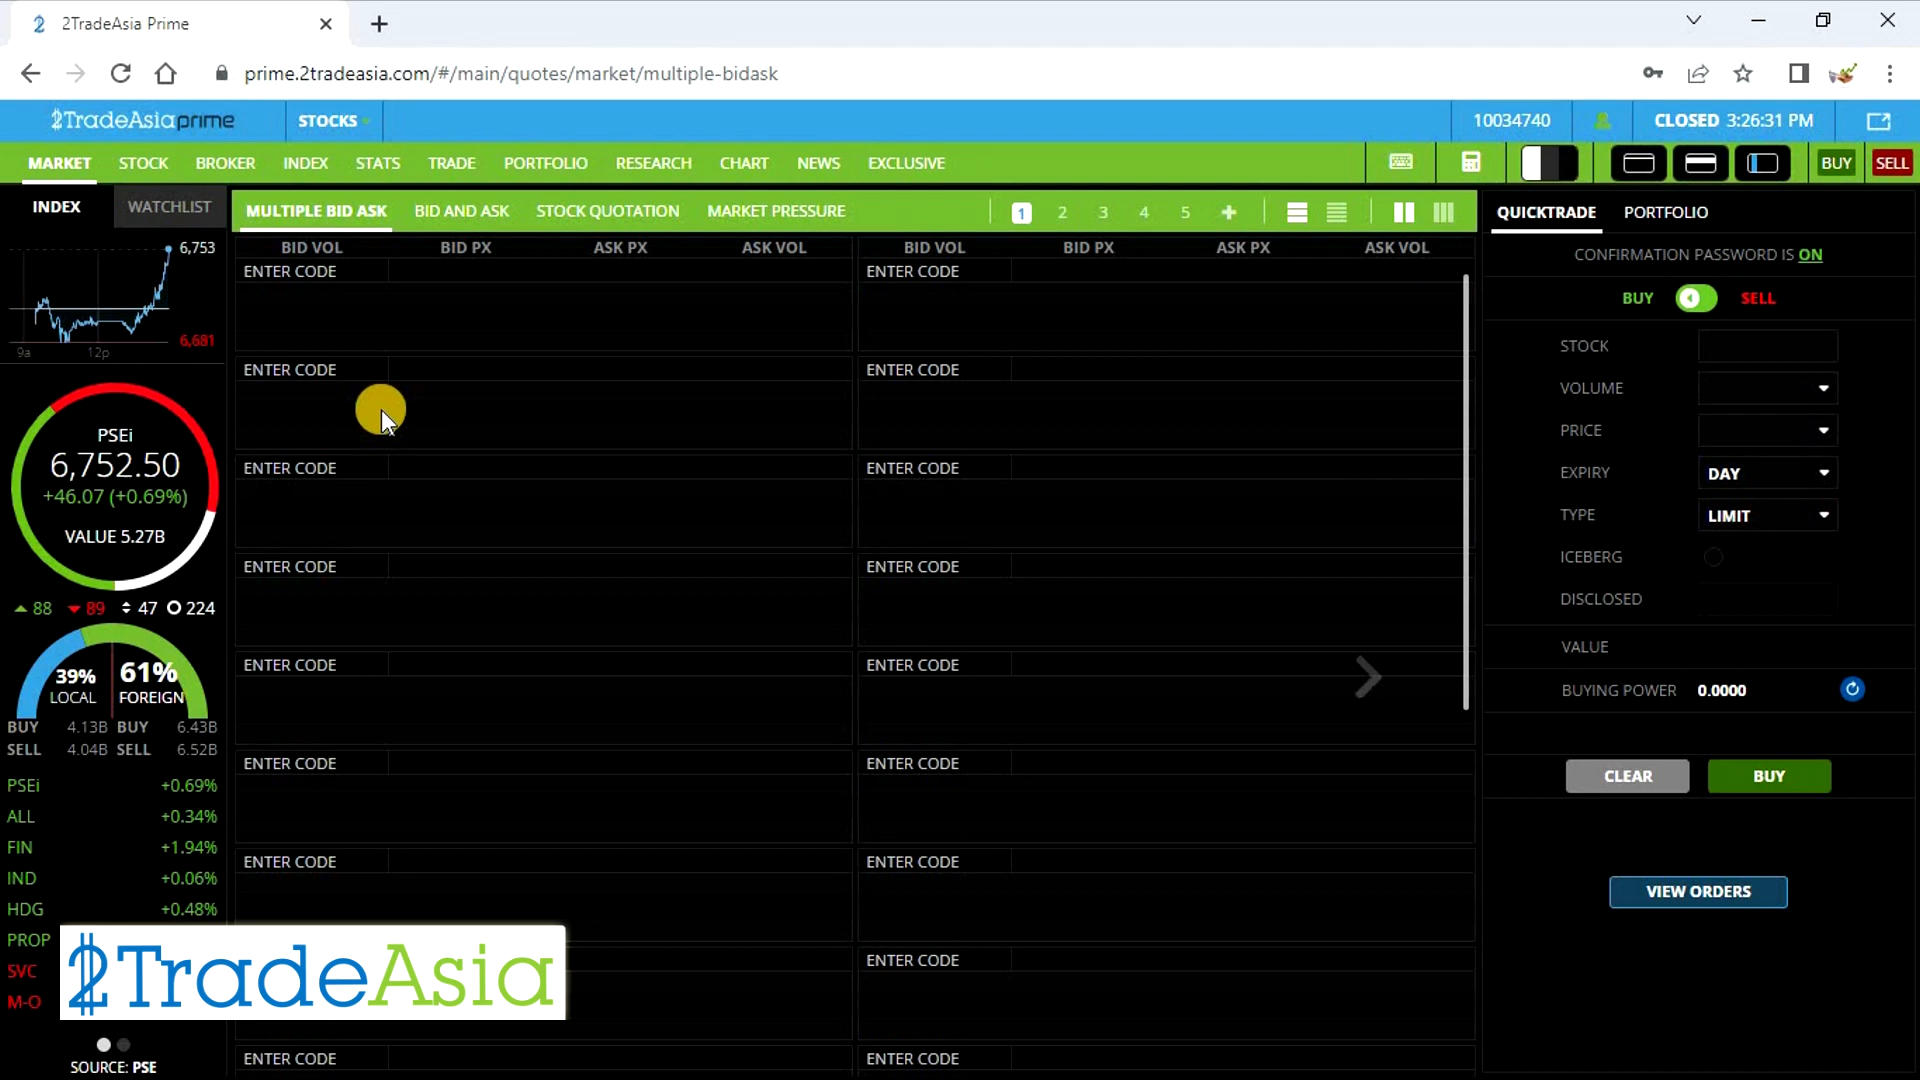 2TradeAsia Prime
prime.2tradeasia.com/#/main/quotes/market/multiple-bidask
2TradeAsiaprime STOCKS 10034740 CLOSED 3:26:31 PM
MARKET STOCK BROKER INDEX STATS TRADE PORTFOLIO RESEARCH CHART NEWS EXCLUSIVE BUY SELL
INDEX WATCHLIST
6,753
6,681
9a 12p
PSEi
6,752.50
+46.07 (+0.69%)
VALUE 5.27B
88 89 47 224
39% LOCAL
61% FOREIGN
BUY 4.13B BUY 6.43B
SELL 4.04B SELL 6.52B
PSEi +0.69%
ALL +0.34%
FIN +1.94%
IND +0.06%
HDG +0.48%
PROP
SVC
M-O
SOURCE: PSE
2TradeAsia
MULTIPLE BID ASK BID AND ASK STOCK QUOTATION MARKET PRESSURE 1 2 3 4 5 +
BID VOL BID PX ASK PX ASK VOL BID VOL BID PX ASK PX ASK VOL
ENTER CODE ENTER CODE
ENTER CODE ENTER CODE
ENTER CODE ENTER CODE
ENTER CODE ENTER CODE
ENTER CODE ENTER CODE
ENTER CODE ENTER CODE
ENTER CODE ENTER CODE
ENTER CODE
ENTER CODE ENTER CODE
QUICKTRADE PORTFOLIO
CONFIRMATION PASSWORD IS ON
BUY SELL
STOCK
VOLUME
PRICE
EXPIRY DAY
TYPE LIMIT
ICEBERG
DISCLOSED
VALUE
BUYING POWER 0.0000
CLEAR BUY
VIEW ORDERS